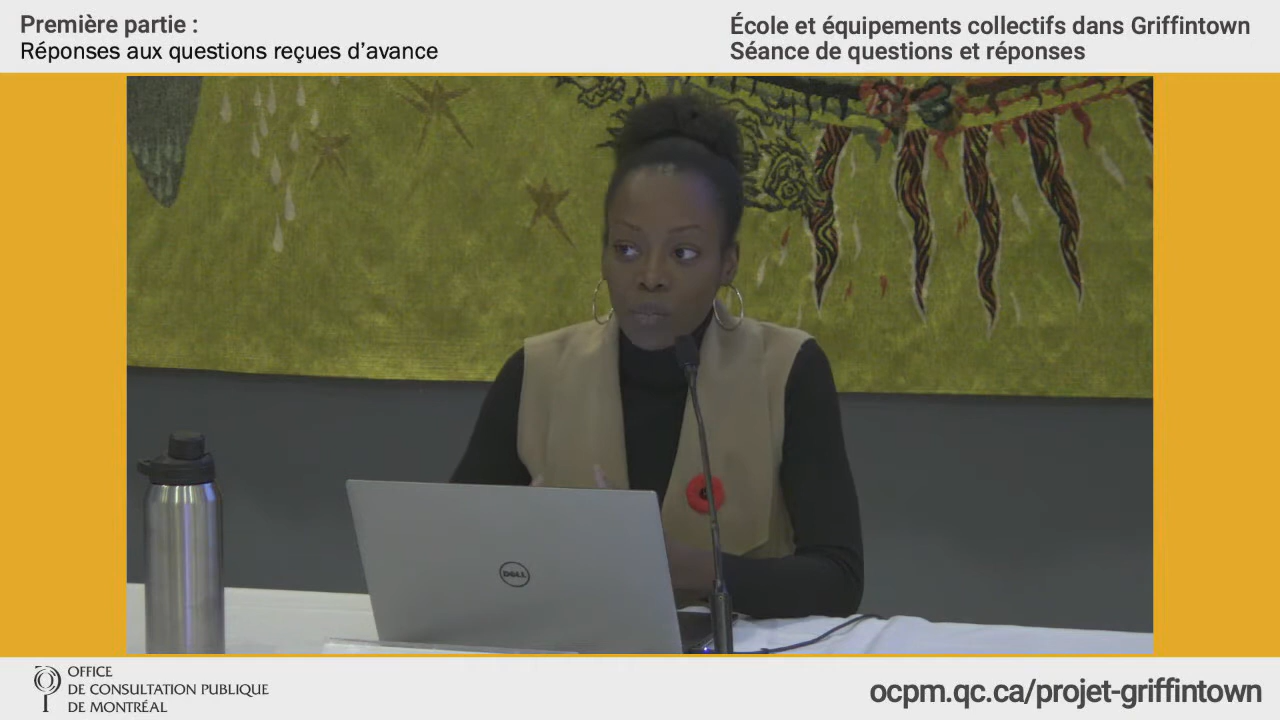 Première partie :
Réponses aux questions reçues d’avance
École et équipements collectifs dans Griffintown
Séance de questions et réponses
DELL
OFFICE
DE CONSULTATION PUBLIQUE
DE MONTRÉAL
ocpm.qc.ca/projet-griffintown